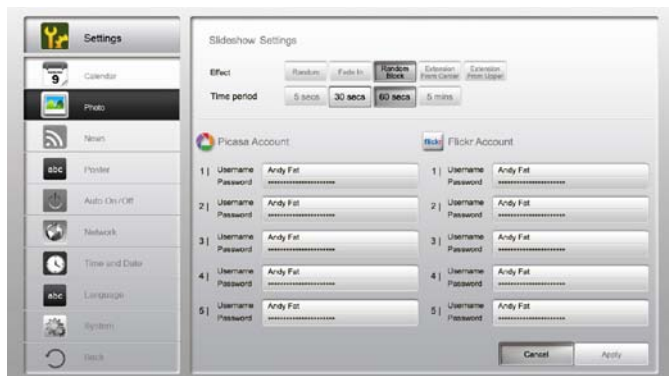 Settings
9
Calendar
Photo
News
abc
Poster
Auto On/Off
Network
Time and Date
abc
Language
System
Back
Slideshow Settings
Effect Random Fade In Random Block Extension From Center Extension From Upper
Time period 5 secs 30 secs 60 secs 5 mins
Picasa Account
1| Username Andy Fat
Password ••••••••••••••••••••••
2| Username Andy Fat
Password ••••••••••••••••••••••
3| Username Andy Fat
Password ••••••••••••••••••••••
4| Username Andy Fat
Password ••••••••••••••••••••••
5| Username Andy Fat
Password ••••••••••••••••••••••
flickr Flickr Account
1| Username Andy Fat
Password ••••••••••••••••••••••
2| Username Andy Fat
Password ••••••••••••••••••••••
3| Username Andy Fat
Password ••••••••••••••••••••••
4| Username Andy Fat
Password ••••••••••••••••••••••
5| Username Andy Fat
Password ••••••••••••••••••••••
Cancel Apply